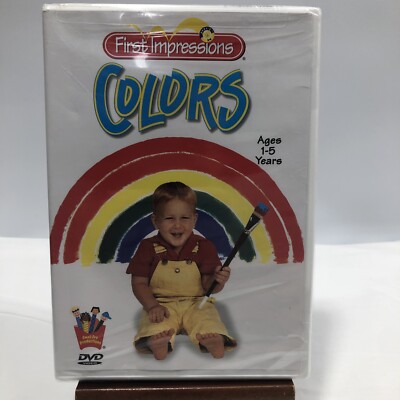 First Impressions®
COLORS
Ages
1-5
Years
DVD